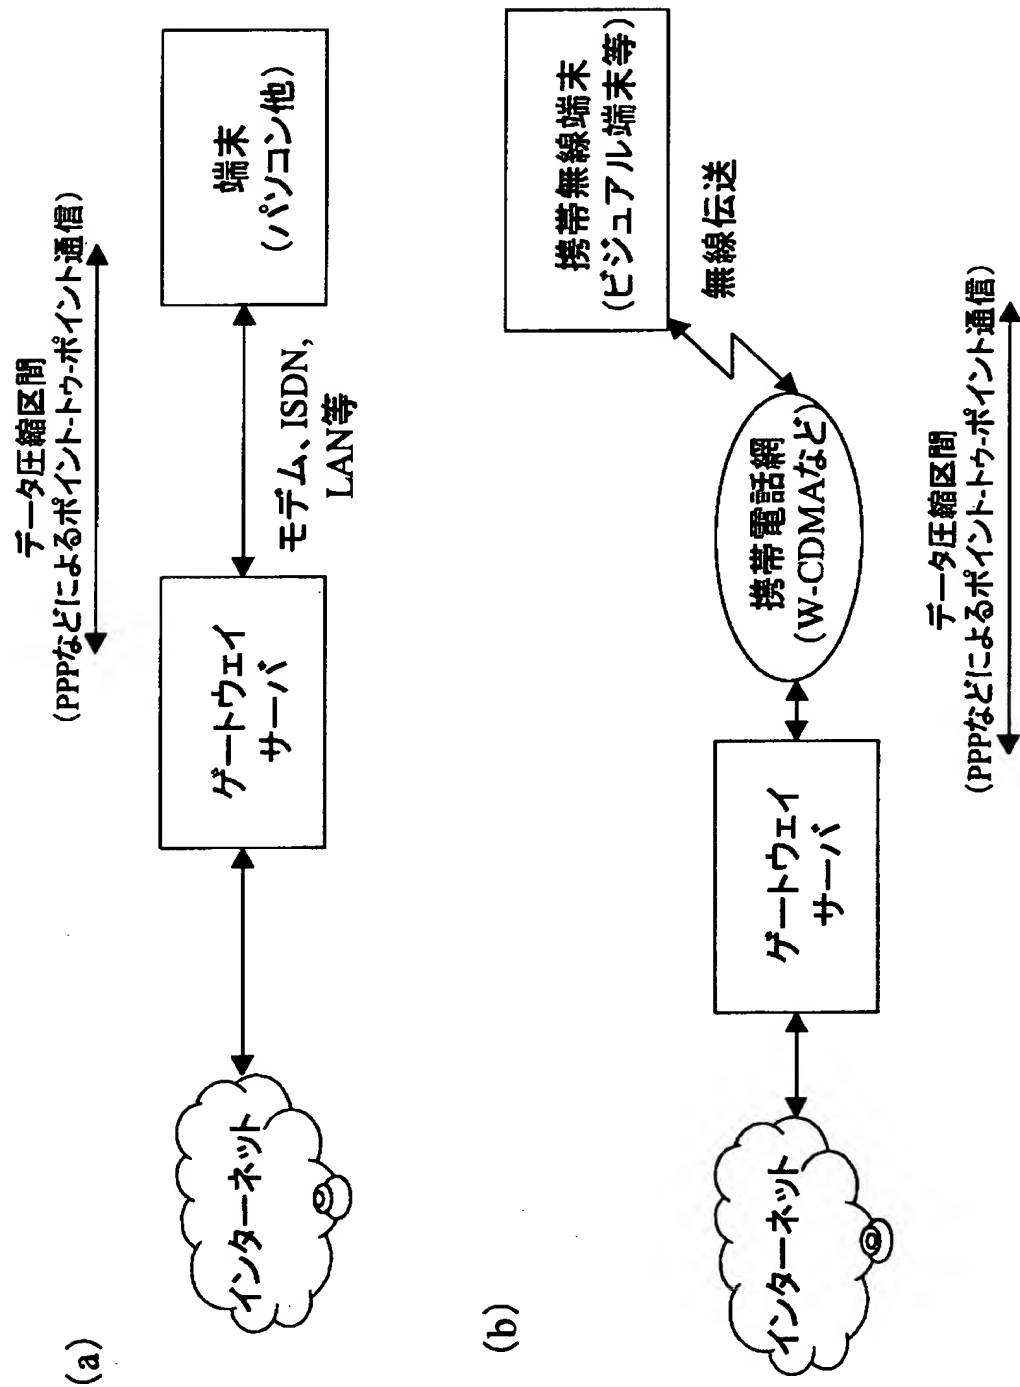 (a)
データ圧縮区間
(PPPなどによるポイント-トゥ-ポイント通信)
インターネット
ゲートウェイ
サーバ
モデム、ISDN,
LAN等
端末
(パソコン他)
(b)
インターネット
ゲートウェイ
サーバ
携帯電話網
(W-CDMAなど)
無線伝送
携帯無線端末
(ビジュアル端末等)
データ圧縮区間
(PPPなどによるポイント-トゥ-ポイント通信)